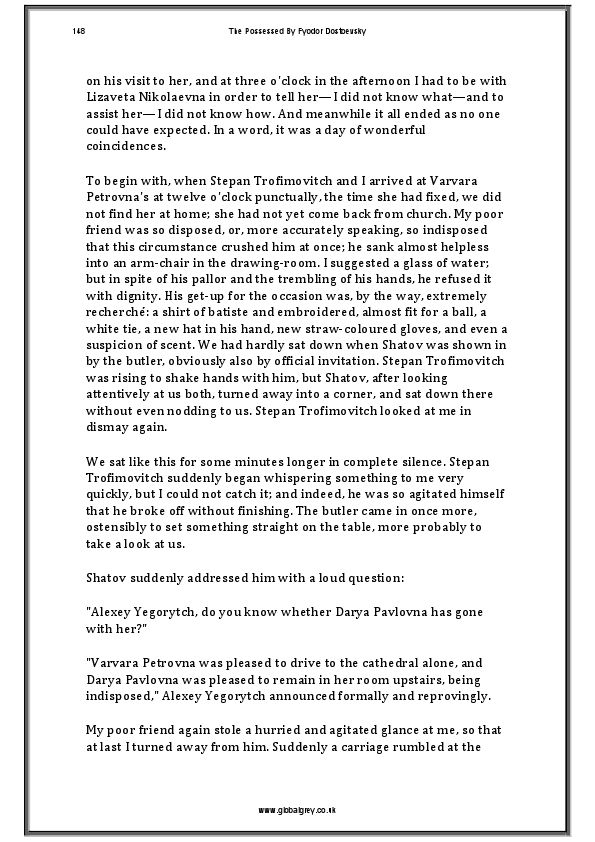 148
The Possessed By Fyodor Dostoevsky
on his visit to her, and at three o'clock in the afternoon I had to be with
Lizaveta Nikolaevna in order to tell her—I did not know what—and to
assist her—I did not know how. And meanwhile it all ended as no one
could have expected. In a word, it was a day of wonderful
coincidences.
To begin with, when Stepan Trofimovitch and I arrived at Varvara
Petrovna's at twelve o'clock punctually, the time she had fixed, we did
not find her at home; she had not yet come back from church. My poor
friend was so disposed, or, more accurately speaking, so indisposed
that this circumstance crushed him at once; he sank almost helpless
into an arm-chair in the drawing-room. I suggested a glass of water;
but in spite of his pallor and the trembling of his hands, he refused it
with dignity. His get-up for the occasion was, by the way, extremely
recherché: a shirt of batiste and embroidered, almost fit for a ball, a
white tie, a new hat in his hand, new straw-coloured gloves, and even a
suspicion of scent. We had hardly sat down when Shatov was shown in
by the butler, obviously also by official invitation. Stepan Trofimovitch
was rising to shake hands with him, but Shatov, after looking
attentively at us both, turned away into a corner, and sat down there
without even nodding to us. Stepan Trofimovitch looked at me in
dismay again.
We sat like this for some minutes longer in complete silence. Stepan
Trofimovitch suddenly began whispering something to me very
quickly, but I could not catch it; and indeed, he was so agitated himself
that he broke off without finishing. The butler came in once more,
ostensibly to set something straight on the table, more probably to
take a look at us.
Shatov suddenly addressed him with a loud question:
"Alexey Yegorytch, do you know whether Darya Pavlovna has gone
with her?"
"Varvara Petrovna was pleased to drive to the cathedral alone, and
Darya Pavlovna was pleased to remain in her room upstairs, being
indisposed," Alexey Yegorytch announced formally and reprovingly.
My poor friend again stole a hurried and agitated glance at me, so that
at last I turned away from him. Suddenly a carriage rumbled at the
www.globalgrey.co.uk